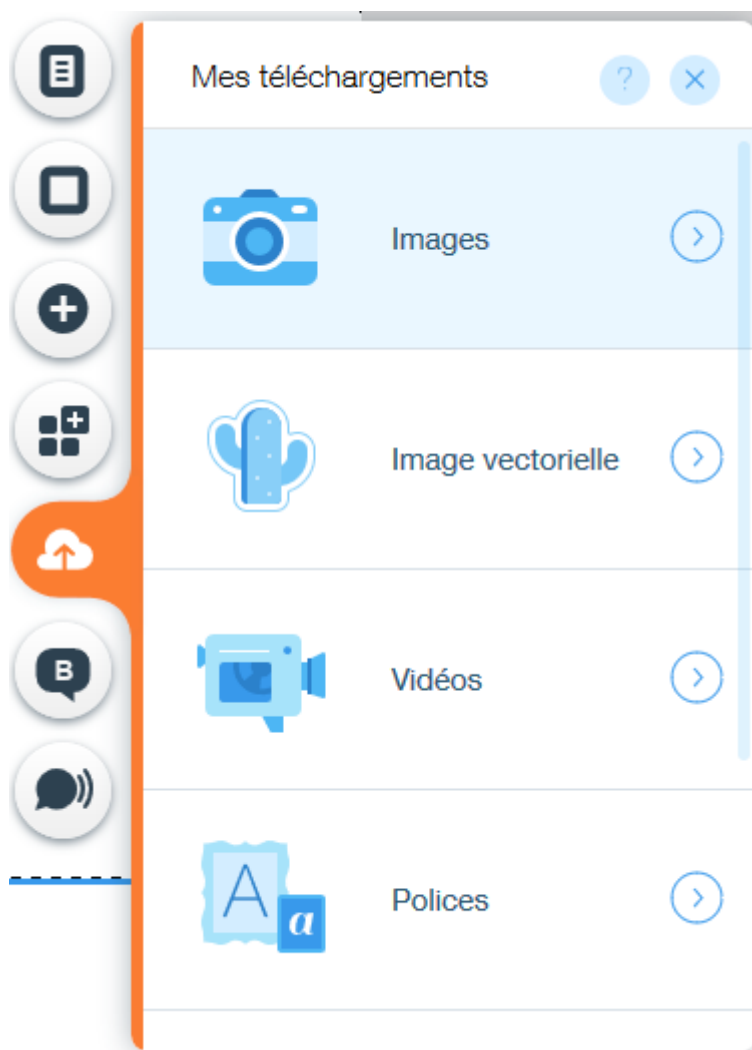 Mes téléchargements
?
Images
Image vectorielle
B
Vidéos
A
a
Polices